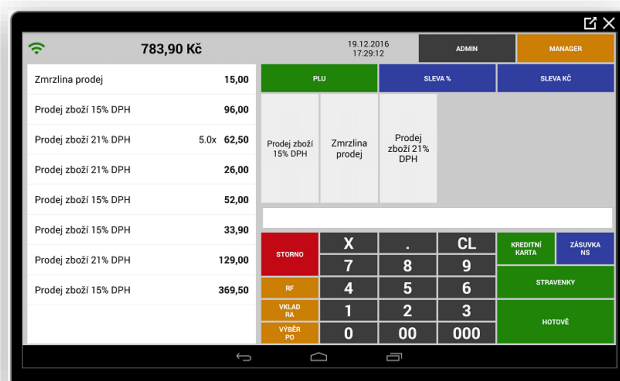 783,90 Kč
19.12.2016
17:29:12
ADMIN
MANAGER
Zmrzlina prodej 15,00
Prodej zboží 15% DPH 96,00
Prodej zboží 21% DPH 5.0x 62,50
Prodej zboží 21% DPH 26,00
Prodej zboží 15% DPH 52,00
Prodej zboží 15% DPH 33,90
Prodej zboží 21% DPH 129,00
Prodej zboží 15% DPH 369,50
PLU
SLEVA %
SLEVA KČ
Prodej zboží
15% DPH
Zmrzlina
prodej
Prodej
zboží 21%
DPH
STORNO
X . CL
KREDITNÍ
KARTA
ZÁSUVKA
NS
7 8 9
RF
4 5 6
STRAVENKY
VKLAD
RA
1 2 3
HOTOVĚ
VÝBĚR
PO
0 00 000